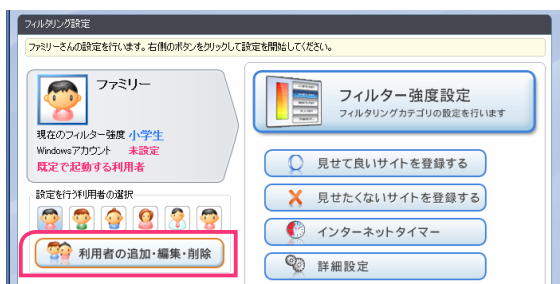 フィルタリング設定
ファミリーさんの設定を行います。右側のボタンをクリックして設定を開始してください。
ファミリー
現在のフィルター強度 小学生
Windowsアカウント 未設定
既定で起動する利用者
設定を行う利用者の選択
利用者の追加・編集・削除
フィルター強度設定
フィルタリングカテゴリの設定を行います
見せて良いサイトを登録する
見せたくないサイトを登録する
インターネットタイマー
詳細設定